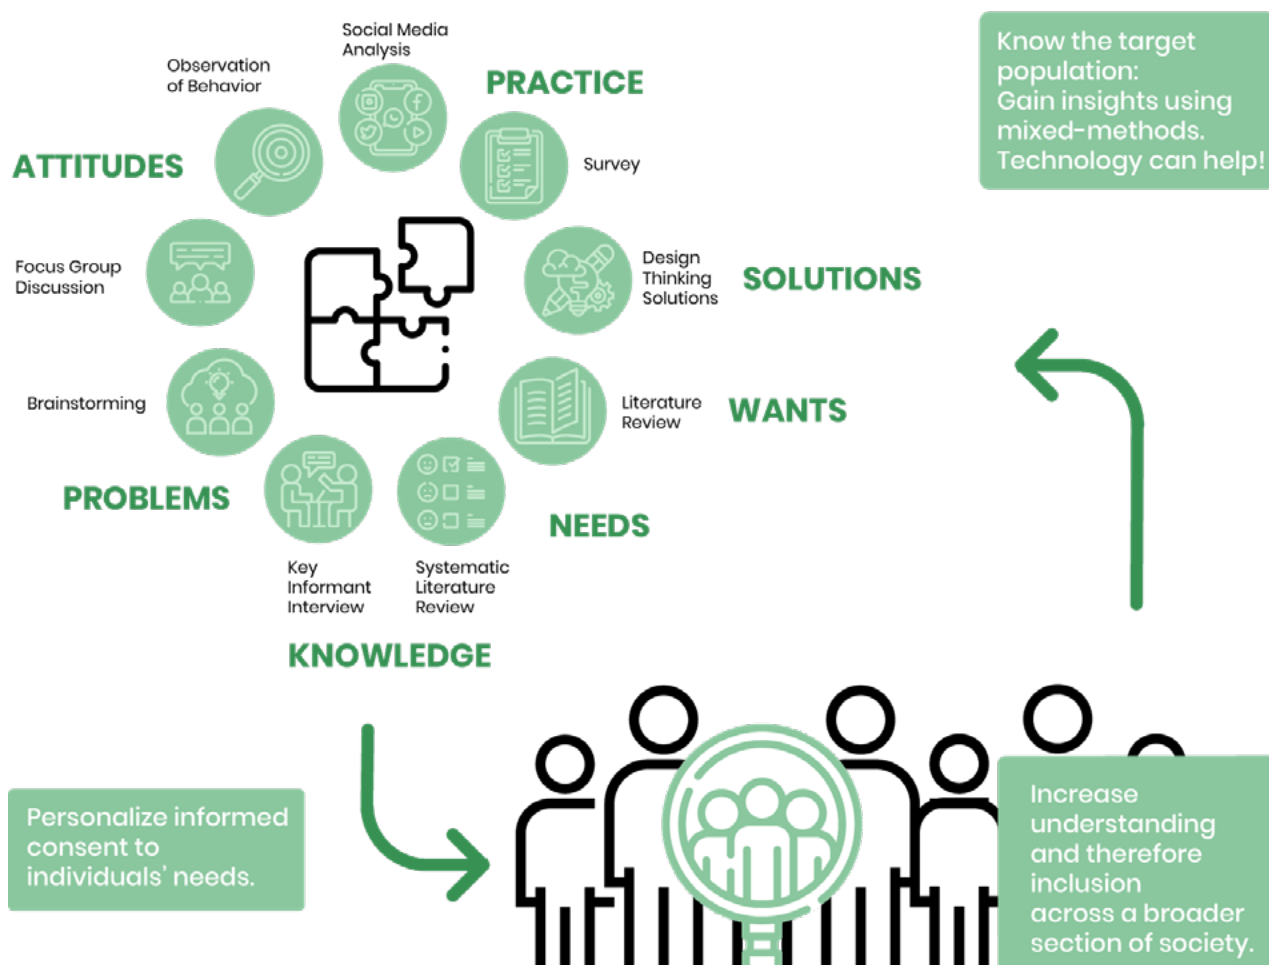 Social Media
Analysis
PRACTICE
Know the target
population:
Gain insights using
mixed-methods.
Technology can help!
Observation
of Behavior
ATTITUDES
Survey
Focus Group
Discussion
Design
Thinking
Solutions
SOLUTIONS
Brainstorming
Literature
Review
WANTS
PROBLEMS
NEEDS
Key
Informant
Interview
Systematic
Literature
Review
KNOWLEDGE
Personalize informed
consent to
individuals’ needs.
Increase
understanding
and therefore
inclusion
across a broader
section of society.